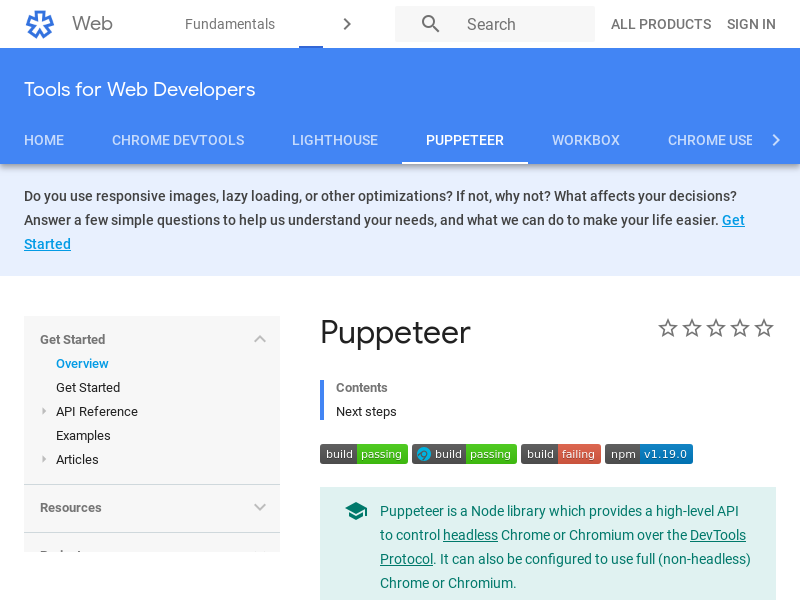 Web
Fundamentals
Search
ALL PRODUCTS
SIGN IN
Tools for Web Developers
HOME
CHROME DEVTOOLS
LIGHTHOUSE
PUPPETEER
WORKBOX
CHROME USE
Do you use responsive images, lazy loading, or other optimizations? If not, why not? What affects your decisions?
Answer a few simple questions to help us understand your needs, and what we can do to make your life easier. Get
Started
Get Started
Overview
Get Started
API Reference
Examples
Articles
Resources
Puppeteer
Contents
Next steps
build passing
build passing
build failing
npm v1.19.0
Puppeteer is a Node library which provides a high-level API
to control headless Chrome or Chromium over the DevTools
Protocol. It can also be configured to use full (non-headless)
Chrome or Chromium.